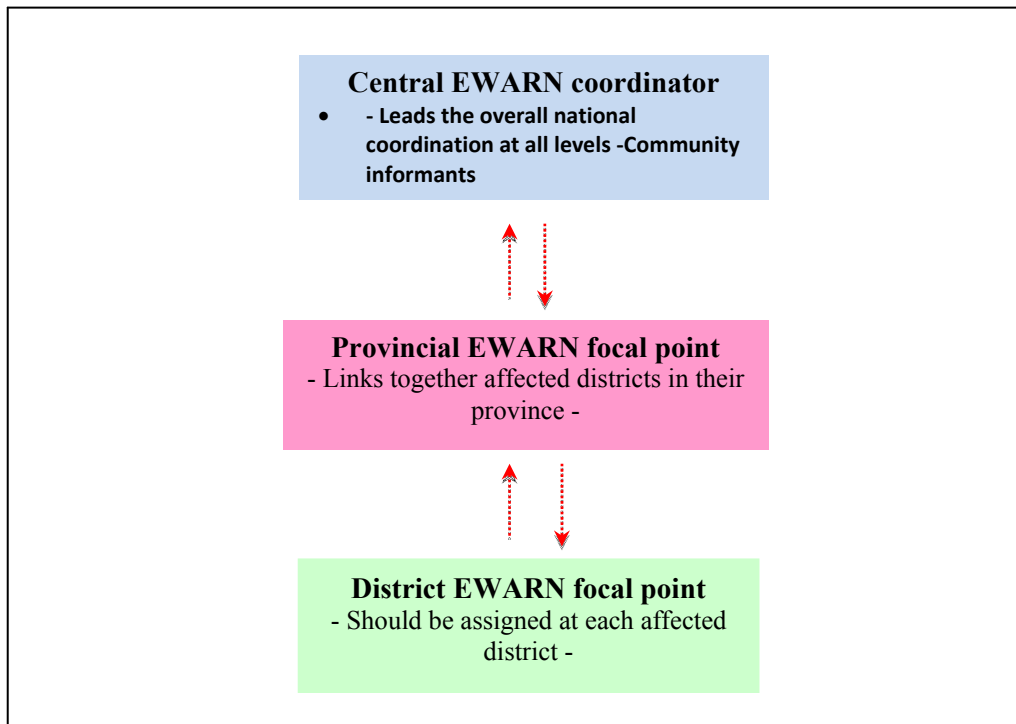 Central EWARN coordinator
• - Leads the overall national
coordination at all levels -Community
informants
Provincial EWARN focal point
- Links together affected districts in their
province -
District EWARN focal point
- Should be assigned at each affected
district -